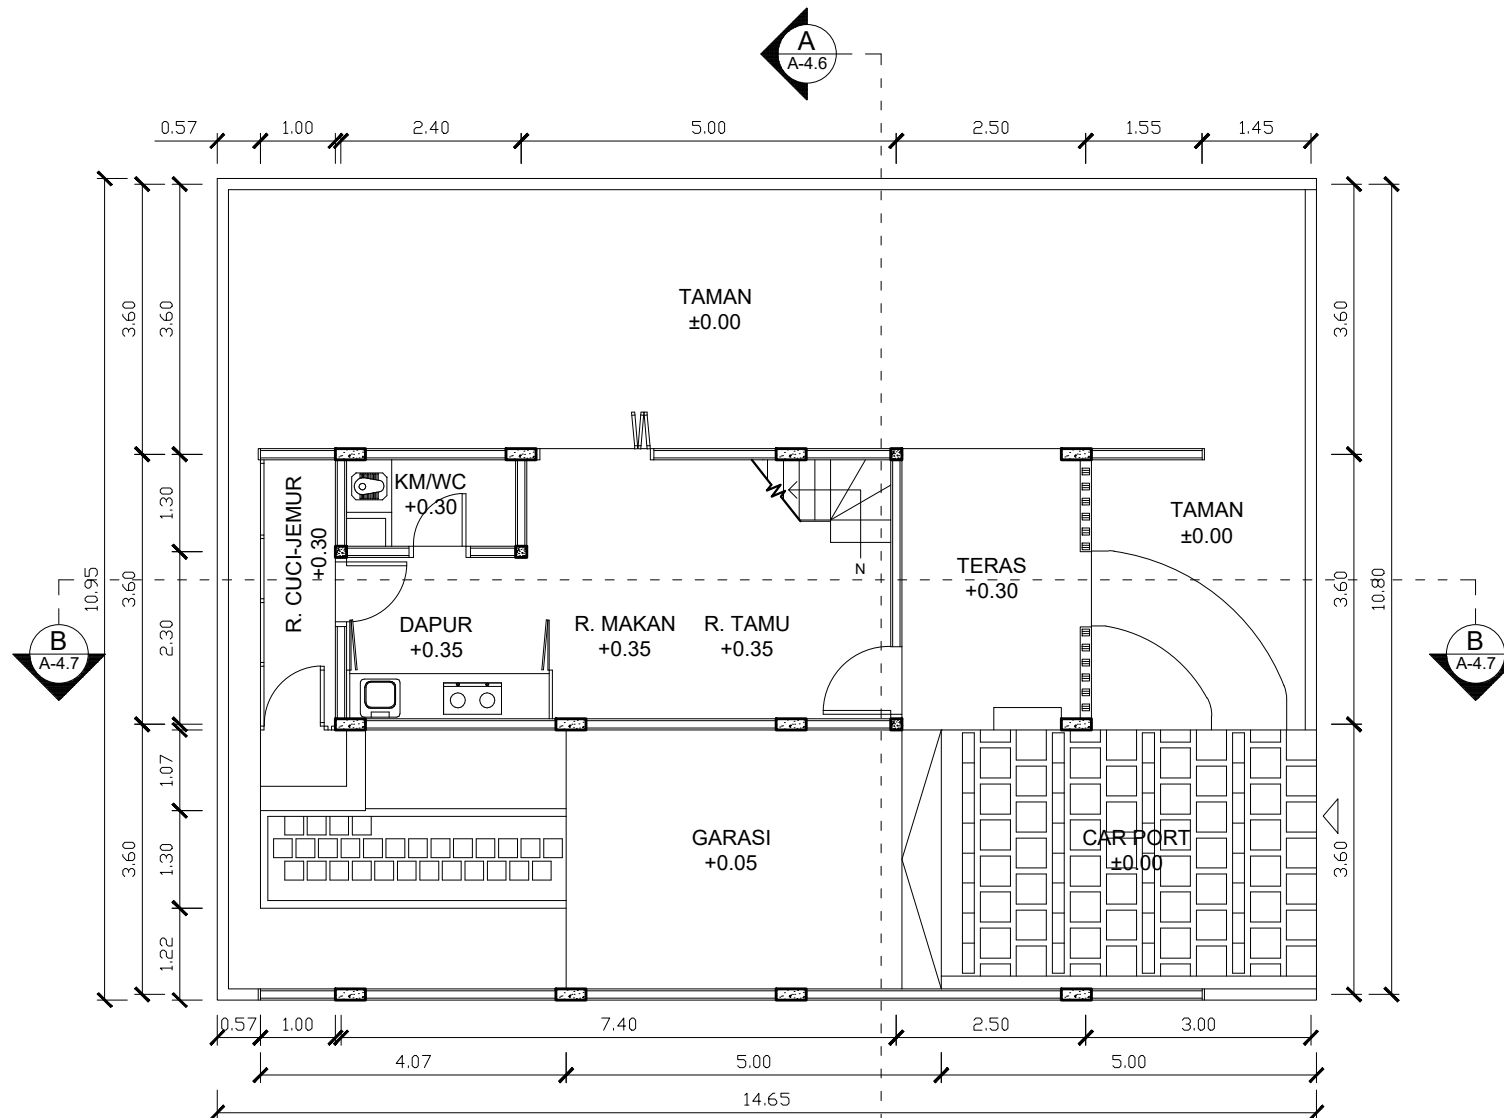 A
A-4.6
0.57 1.00 2.40 5.00 2.50 1.55 1.45
TAMAN
±0.00
3.60
3.60
3.60
KM/WC
+0.30
R. CUCI-JEMUR
+0.30
1.30
TAMAN
±0.00
N
TERAS
+0.30
10.95
3.60
2.30
3.60
10.80
DAPUR
+0.35
R. MAKAN
+0.35
R. TAMU
+0.35
B
A-4.7
B
A-4.7
1.07
GARASI
+0.05
CAR PORT
±0.00
3.60
1.30
3.60
1.22
0.57 1.00 7.40 2.50 3.00
4.07 5.00 5.00
14.65